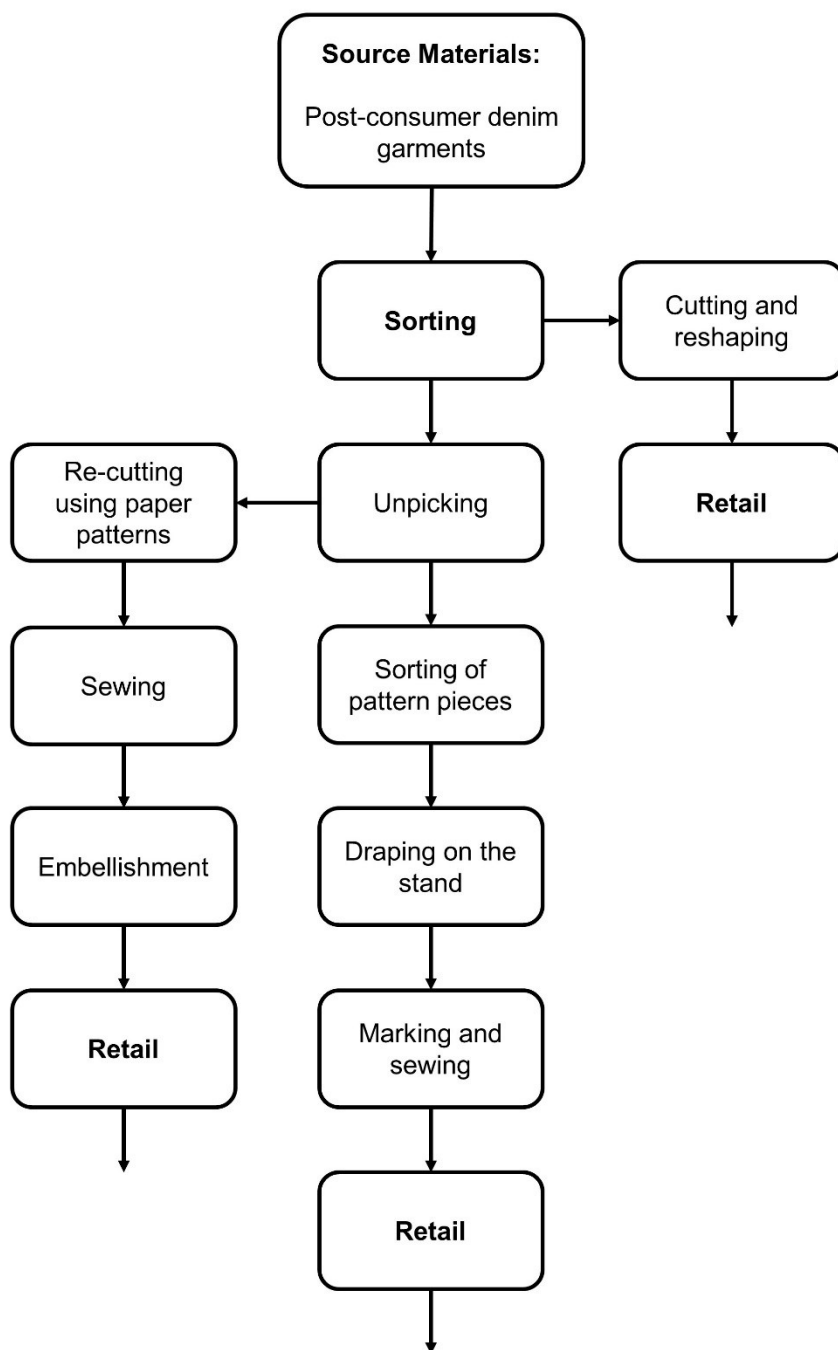 Source Materials:
Post-consumer denim
garments
Sorting
Cutting and
reshaping
Re-cutting
using paper
patterns
Unpicking
Retail
Sewing
Sorting of
pattern pieces
Embellishment
Draping on the
stand
Retail
Marking and
sewing
Retail